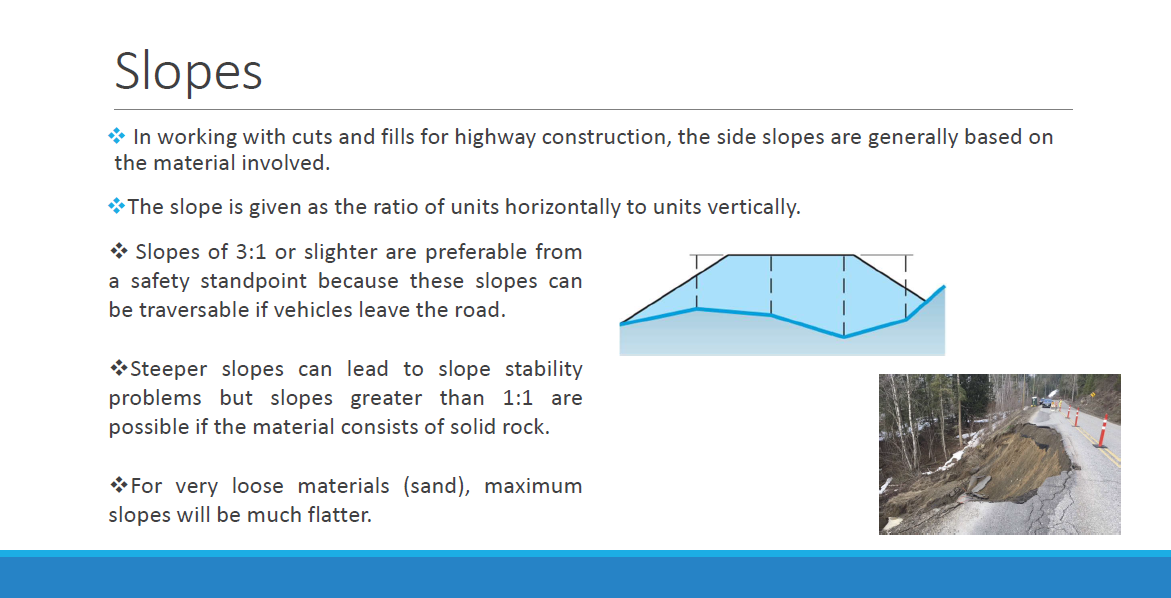 Slopes
❖ In working with cuts and fills for highway construction, the side slopes are generally based on
the material involved.
❖The slope is given as the ratio of units horizontally to units vertically.
❖ Slopes of 3:1 or slighter are preferable from
a safety standpoint because these slopes can
be traversable if vehicles leave the road.
❖Steeper slopes can lead to slope stability
problems but slopes greater than 1:1 are
possible if the material consists of solid rock.
❖For very loose materials (sand), maximum
slopes will be much flatter.